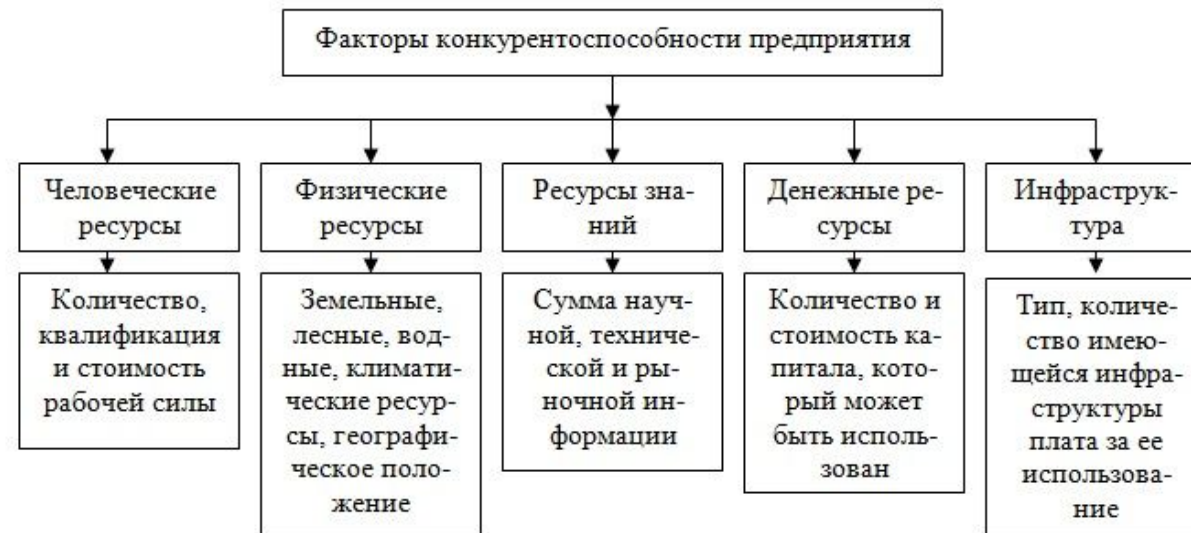 Факторы конкурентоспособности предприятия
Человеческие
ресурсы
Физические
ресурсы
Ресурсы зна-
ний
Денежные ре-
сурсы
Инфраструк-
тура
Количество,
квалификация
и стоимость
рабочей силы
Земельные,
лесные, вод-
ные, климати-
ческие ресур-
сы, географи-
ческое поло-
жение
Сумма науч-
ной, техниче-
ской и ры-
ночной ин-
формации
Количество и
стоимость ка-
питала, кото-
рый может
быть исполь-
зован
Тип, количе-
ство имею-
щейся инфра-
структуры
плата за ее
использова-
ние